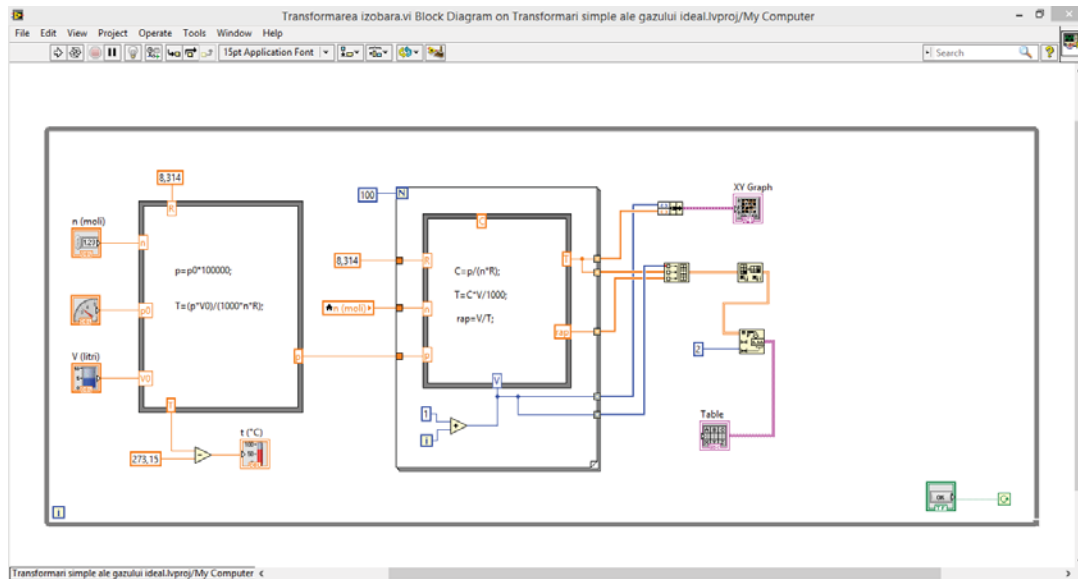 Transformarea izobara.vi Block Diagram on Transformari simple ale gazului ideal.lvproj/My Computer
File Edit View Project Operate Tools Window Help
15pt Application Font
Search
8,314
R
n (moli)
1.23
n
p=p0*100000;
T=(p*V0)/(1000*n*R);
p0
V (litri)
V0
p
T
t (°C)
273,15
100
N
C
8,314
R
C=p/(n*R);
T
n (moli)
n
T=C*V/1000;
rap=V/T;
rap
p
V
1
i
XY Graph
2
Table
OK
TF
i
Transformari simple ale gazului ideal.lvproj/My Computer